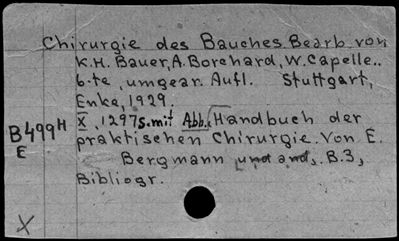 Chirurgie des Bauches Bearb von
K.H. Bauer, A. Borchard, W. Capelle..
6-te, umgear. Aufl. Stuttgart,
Enke, 1929.
X, 1297 S. mit Abb. (Handbuch der
B499H
E
praktischen Chirurgie. Von E.
Bergmann und and., B.3,
Bibliogr.
X